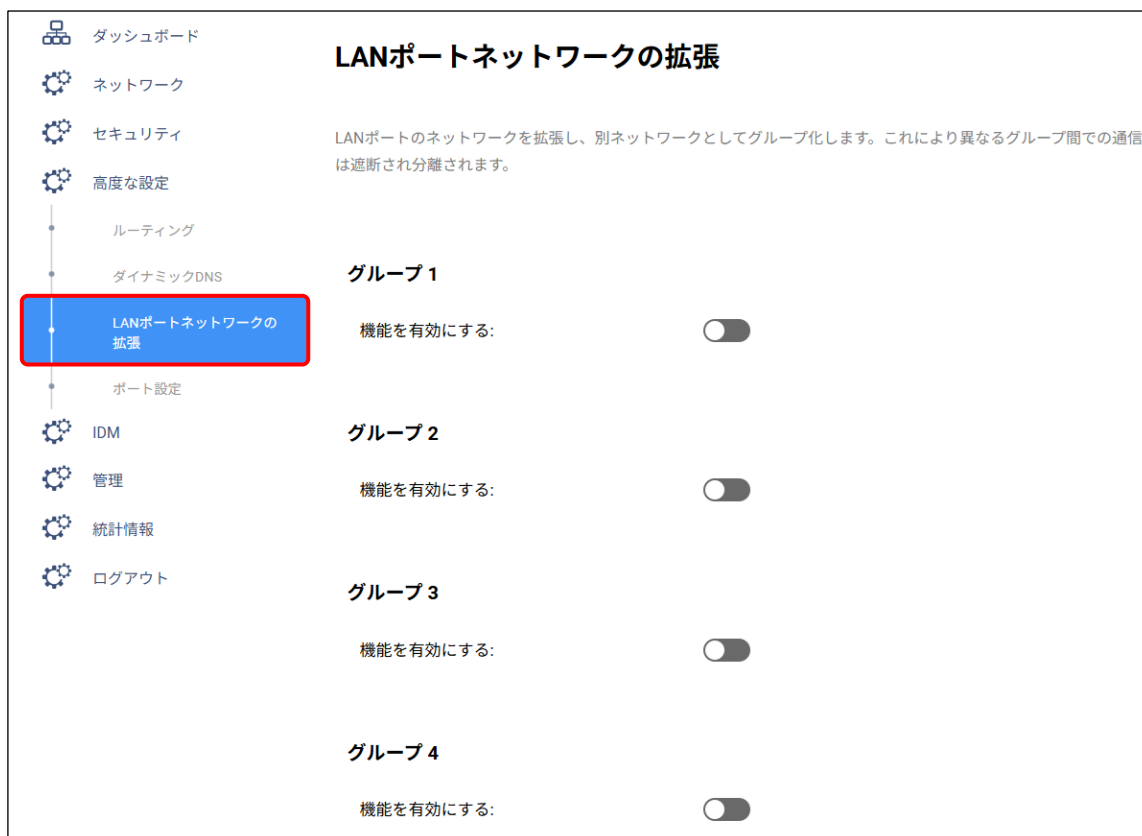 ダッシュボード
ネットワーク
セキュリティ
高度な設定
ルーティング
ダイナミックDNS
LANポートネットワークの
拡張
ポート設定
IDM
管理
統計情報
ログアウト
LANポートネットワークの拡張
LANポートのネットワークを拡張し、別ネットワークとしてグループ化します。これにより異なるグループ間での通信
は遮断され分離されます。
グループ 1
機能を有効にする:
グループ 2
機能を有効にする:
グループ 3
機能を有効にする:
グループ 4
機能を有効にする: